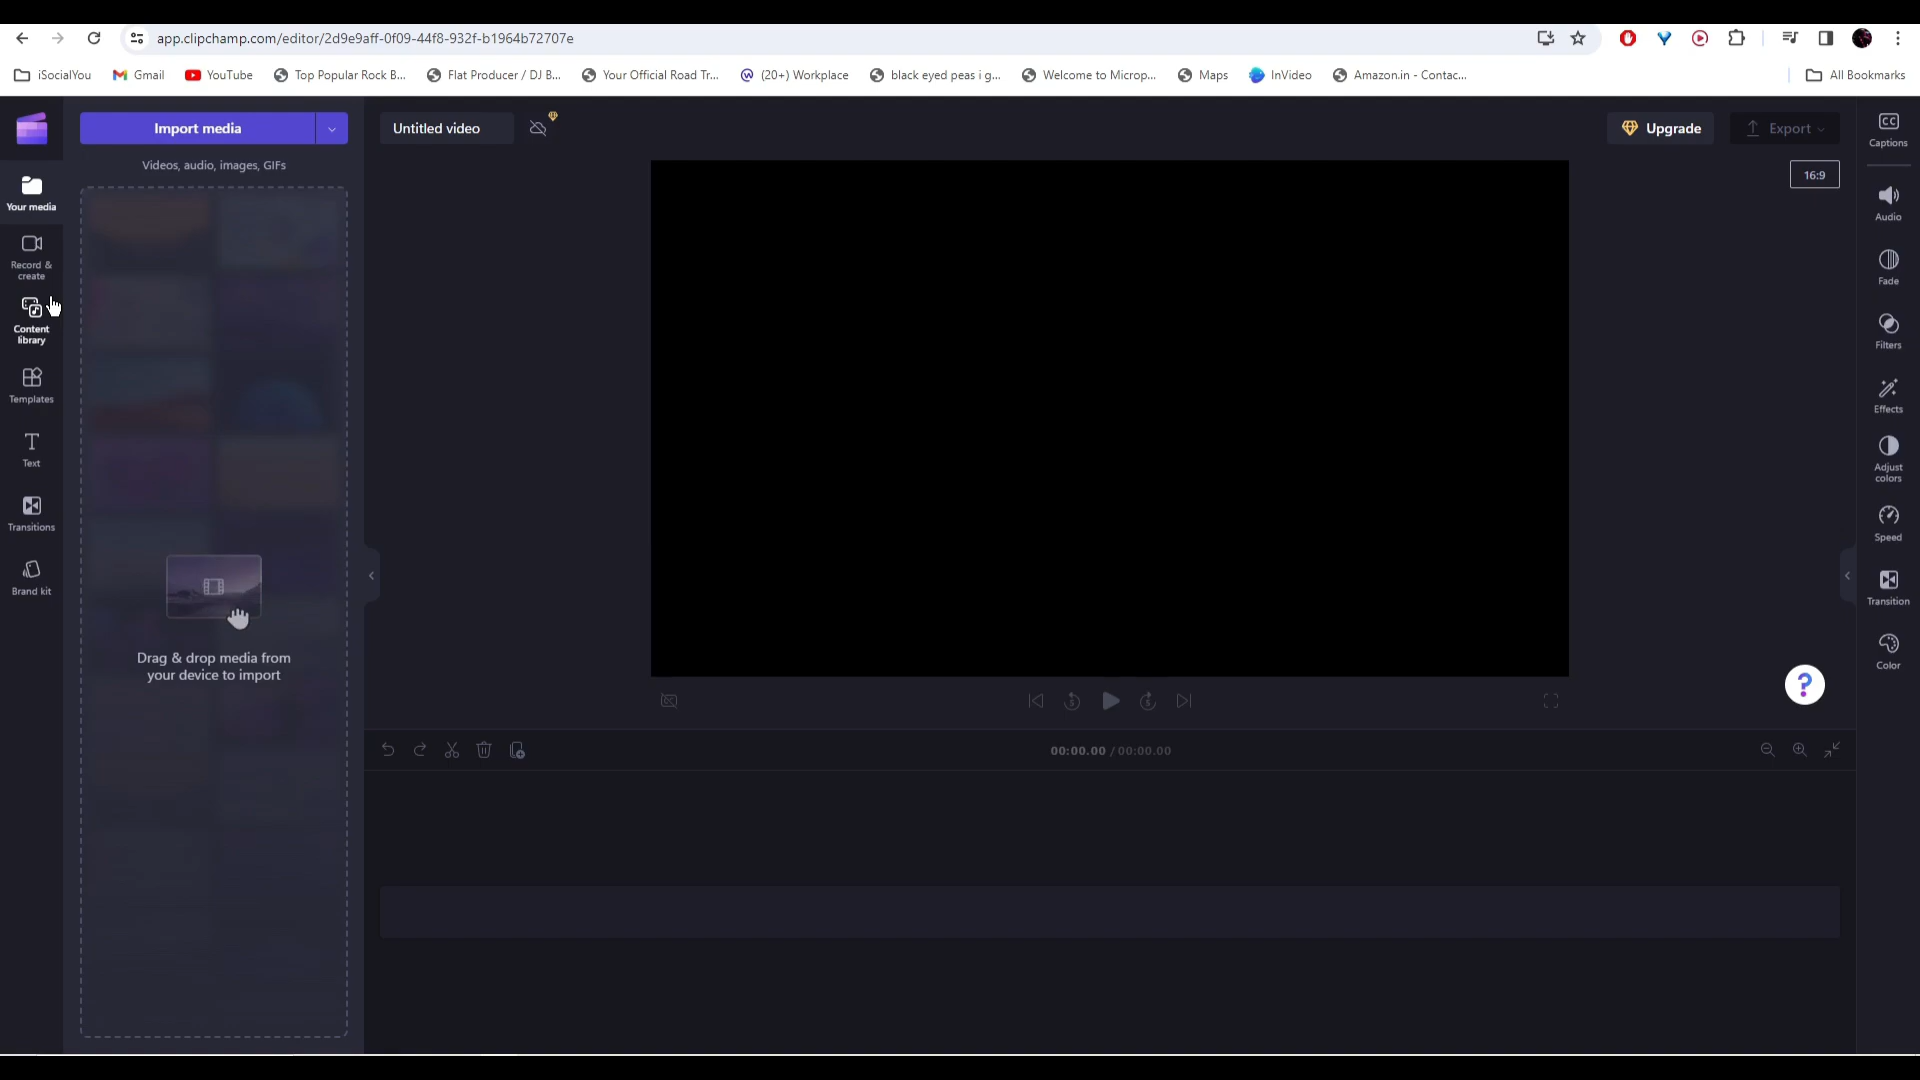 app.clipchamp.com/editor/2d9e9aff-0f09-44f8-932f-b1964b72707e
iSocialYou
Gmail
YouTube
Top Popular Rock B...
Flat Producer / DJ B...
Your Official Road Tr...
(20+) Workplace
black eyed peas i g...
Welcome to Microp...
Maps
InVideo
Amazon.in - Contac...
All Bookmarks
Import media
Untitled video
Upgrade
Export
CC
Captions
Videos, audio, images, GIFs
16:9
Your media
Audio
Record &
create
Fade
Content
library
Filters
Templates
Effects
Text
Adjust
colors
Transitions
Speed
Brand kit
Transition
Drag & drop media from
your device to import
Color
?
5
5
00:00.00 / 00:00.00